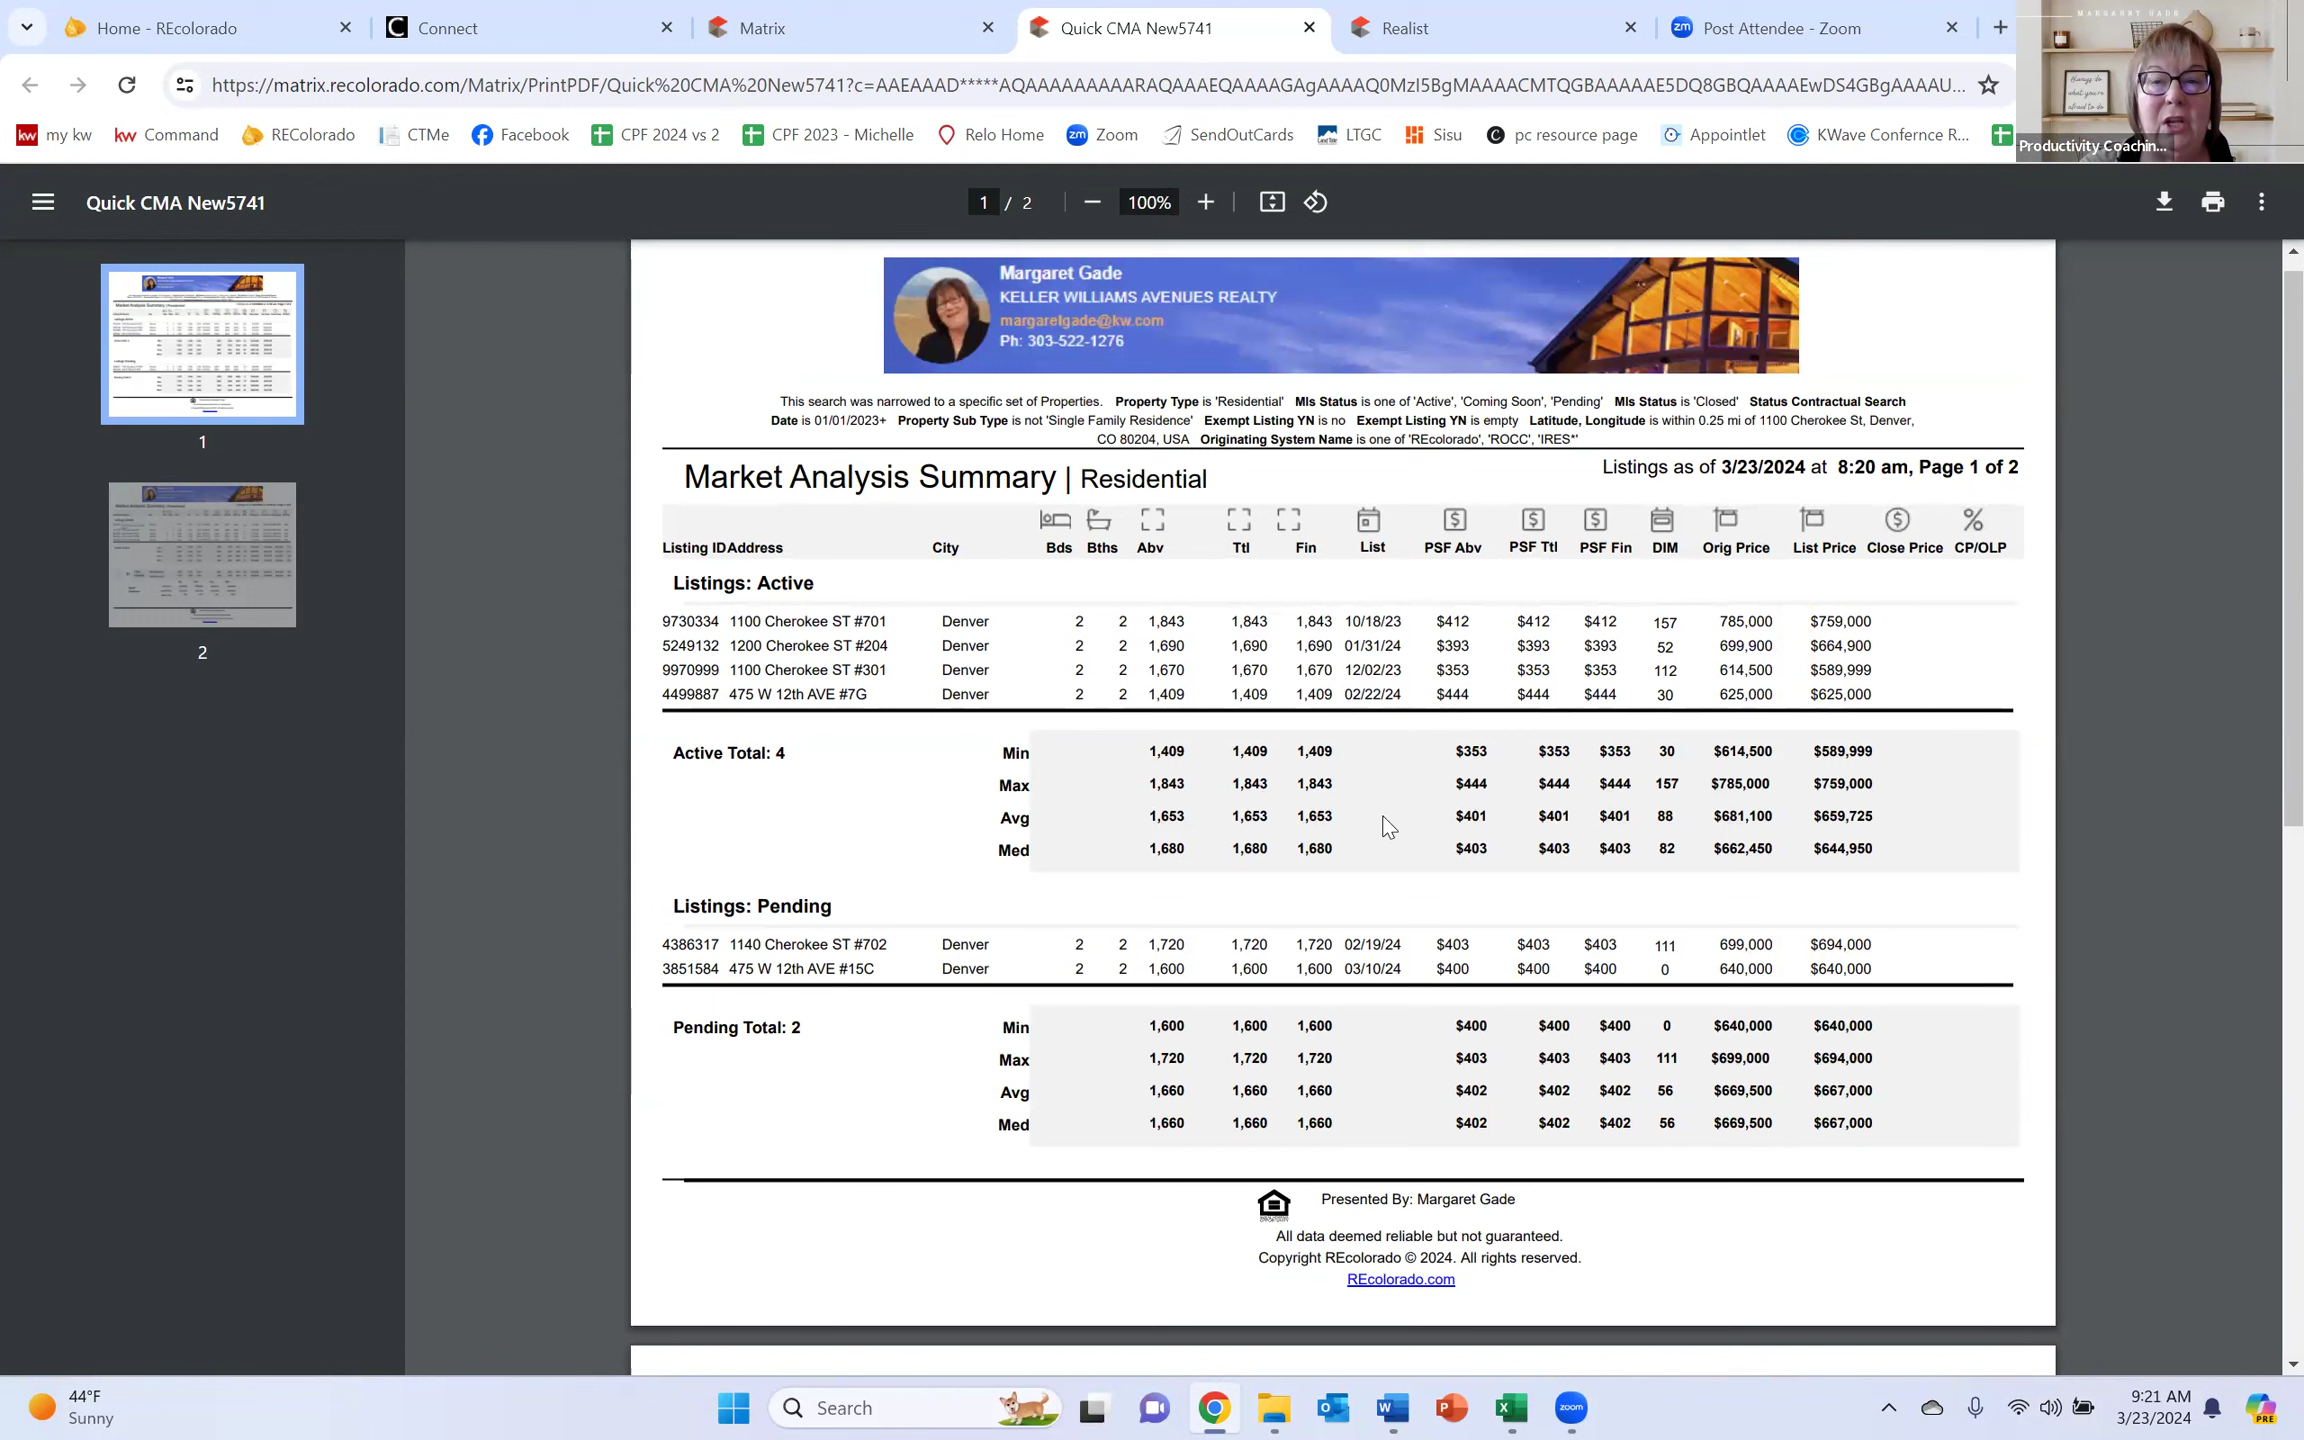 Home - REcolorado
Connect
Matrix
Quick CMA New5741
Realist
Post Attendee - Zoom
https://matrix.recolorado.com/Matrix/PrintPDF/Quick%20CMA%20New5741?c=AAEAAAD*****AQAAAAAAAAARAQAAAEQAAAAGAgAAAAQ0MzI5BgMAAAACMTQGBAAAAAE5DQ8GBQAAAAEwDS4GBgAAAAU...
my kw Command REColorado CTMe Facebook CPF 2024 vs 2 CPF 2023 - Michelle Relo Home Zoom SendOutCards LTGC Sisu pc resource page Appointlet KWave Confernce R...
MARGARET GADE
Productivity Coachin...
Quick CMA New5741
1 / 2
100%
1
2
Margaret Gade
KELLER WILLIAMS AVENUES REALTY
margaretgade@kw.com
Ph: 303-522-1276
This search was narrowed to a specific set of Properties. Property Type is 'Residential' Mls Status is one of 'Active', 'Coming Soon', 'Pending' Mls Status is 'Closed' Status Contractual Search
Date is 01/01/2023+ Property Sub Type is not 'Single Family Residence' Exempt Listing YN is no Exempt Listing YN is empty Latitude, Longitude is within 0.25 mi of 1100 Cherokee St, Denver,
CO 80204, USA Originating System Name is one of 'REcolorado', 'ROCC', 'IRES*'
Market Analysis Summary | Residential
Listings as of 3/23/2024 at 8:20 am, Page 1 of 2
Listing ID Address City Bds Bths Abv Ttl Fin List PSF Abv PSF Ttl PSF Fin DIM Orig Price List Price Close Price CP/OLP
Listings: Active
9730334 1100 Cherokee ST #701 Denver 2 2 1,843 1,843 1,843 10/18/23 $412 $412 $412 157 785,000 $759,000
5249132 1200 Cherokee ST #204 Denver 2 2 1,690 1,690 1,690 01/31/24 $393 $393 $393 52 699,900 $664,900
9970999 1100 Cherokee ST #301 Denver 2 2 1,670 1,670 1,670 12/02/23 $353 $353 $353 112 614,500 $589,999
4499887 475 W 12th AVE #7G Denver 2 2 1,409 1,409 1,409 02/22/24 $444 $444 $444 30 625,000 $625,000
Active Total: 4 Min 1,409 1,409 1,409 $353 $353 $353 30 $614,500 $589,999
Max 1,843 1,843 1,843 $444 $444 $444 157 $785,000 $759,000
Avg 1,653 1,653 1,653 $401 $401 $401 88 $681,100 $659,725
Med 1,680 1,680 1,680 $403 $403 $403 82 $662,450 $644,950
Listings: Pending
4386317 1140 Cherokee ST #702 Denver 2 2 1,720 1,720 1,720 02/19/24 $403 $403 $403 111 699,000 $694,000
3851584 475 W 12th AVE #15C Denver 2 2 1,600 1,600 1,600 03/10/24 $400 $400 $400 0 640,000 $640,000
Pending Total: 2 Min 1,600 1,600 1,600 $400 $400 $400 0 $640,000 $640,000
Max 1,720 1,720 1,720 $403 $403 $403 111 $699,000 $694,000
Avg 1,660 1,660 1,660 $402 $402 $402 56 $669,500 $667,000
Med 1,660 1,660 1,660 $402 $402 $402 56 $669,500 $667,000
Presented By: Margaret Gade
All data deemed reliable but not guaranteed.
Copyright REcolorado © 2024. All rights reserved.
REcolorado.com
44°F
Sunny
Search
zoom
9:21 AM
3/23/2024
PRE